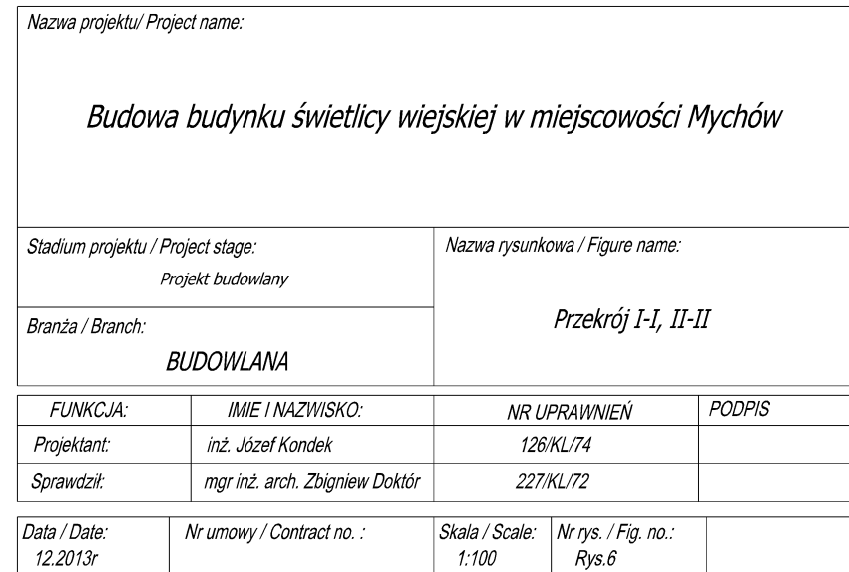 Nazwa projektu/ Project name:
Budowa budynku świetlicy wiejskiej w miejscowości Mychów
Stadium projektu / Project stage:
Projekt budowlany
Nazwa rysunkowa / Figure name:
Przekrój I-I, II-II
Branża / Branch:
BUDOWLANA
FUNKCJA: IMIE I NAZWISKO: NR UPRAWNIEŃ PODPIS
Projektant: inż. Józef Kondek 126/KL/74
Sprawdził: mgr inż. arch. Zbigniew Doktór 227/KL/72
Data / Date: Nr umowy / Contract no. : Skala / Scale: Nr rys. / Fig. no.:
12.2013r 1:100 Rys.6